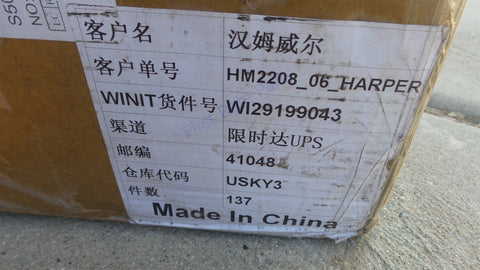 客户名 汉姆威尔
客户单号 HM2208_06_HARPER
WINIT货件号 WI29199043
渠道 限时达UPS
邮编 41048
仓库代码 USKY3
件数 137
Made In China